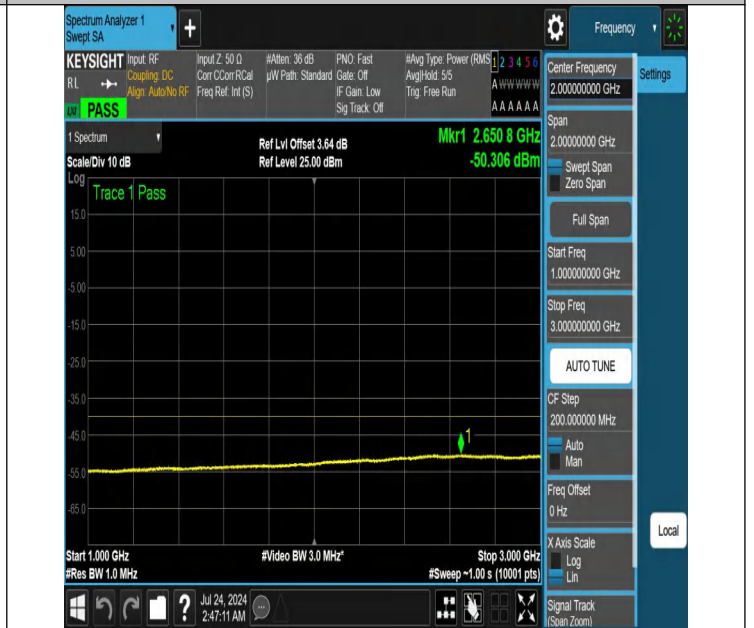 Spectrum Analyzer 1
Swept SA
+
Frequency
KEYSIGHT
RL
PASS
Input: RF
Coupling: DC
Align: Auto/No RF
Input Z: 50 Ω
Corr CCorr RCal
Freq Ref: Int (S)
#Atten: 36 dB
µW Path: Standard
PNO: Fast
Gate: Off
IF Gain: Low
Sig Track: Off
#Avg Type: Power (RMS
Avg|Hold: 5/5
Trig: Free Run
1 2 3 4 5 6
A W W W W W
A A A A A A
1 Spectrum
Scale/Div 10 dB
Ref Lvl Offset 3.64 dB
Ref Level 25.00 dBm
Mkr1 2.650 8 GHz
-50.306 dBm
Log
Trace 1 Pass
15.0
5.00
-5.00
-15.0
-25.0
-35.0
-45.0
-55.0
-65.0
1
Start 1.000 GHz
#Res BW 1.0 MHz
#Video BW 3.0 MHz*
Stop 3.000 GHz
#Sweep ~1.00 s (10001 pts)
Center Frequency
2.000000000 GHz
Settings
Span
2.00000000 GHz
Swept Span
Zero Span
Full Span
Start Freq
1.000000000 GHz
Stop Freq
3.000000000 GHz
AUTO TUNE
CF Step
200.000000 MHz
Auto
Man
Freq Offset
0 Hz
X Axis Scale
Log
Lin
Local
Signal Track
(Span Zoom)
?
Jul 24, 2024
2:47:11 AM